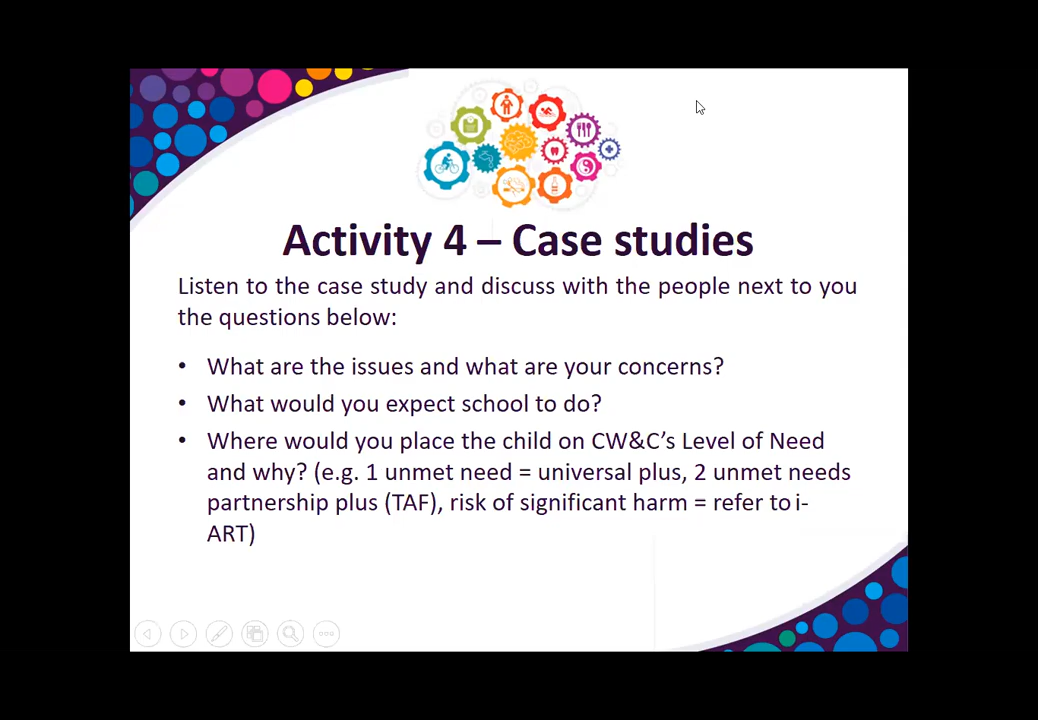 Activity 4 – Case studies
Listen to the case study and discuss with the people next to you
the questions below:
• What are the issues and what are your concerns?
• What would you expect school to do?
• Where would you place the child on CW&C's Level of Need
and why? (e.g. 1 unmet need = universal plus, 2 unmet needs
partnership plus (TAF), risk of significant harm = refer to i-
ART)